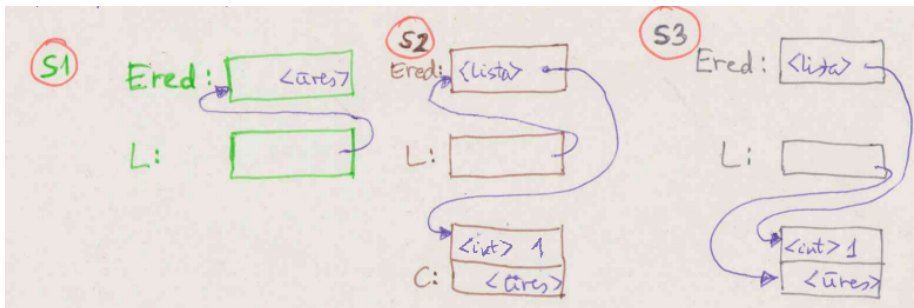 S1
Ered: <üres>
L:
S2
Ered: <lista>
L:
<int> 1
C: <üres>
S3
Ered: <lista>
L:
<int> 1
<üres>